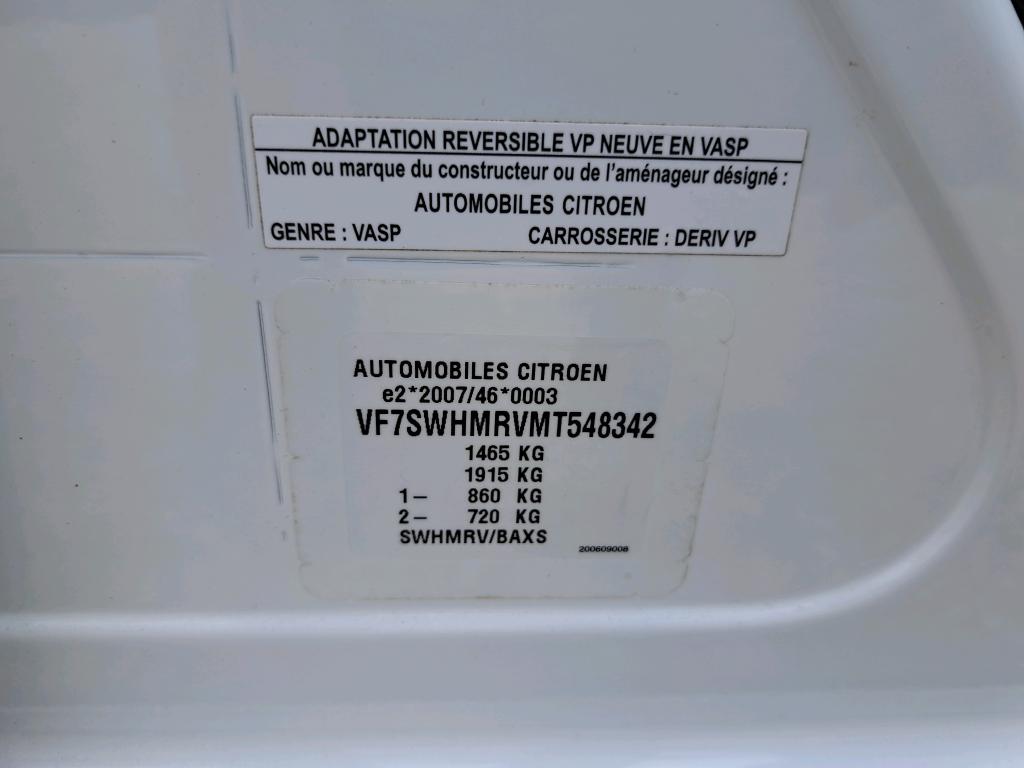 ADAPTATION REVERSIBLE VP NEUVE EN VASP
Nom ou marque du constructeur ou de l'aménageur désigné :
AUTOMOBILES CITROEN
GENRE : VASP CARROSSERIE : DERIV VP
AUTOMOBILES CITROEN
e2*2007/46*0003
VF7SWHMRVMT548342
1465 KG
1915 KG
1– 860 KG
2– 720 KG
SWHMRV/BAXS
200609008